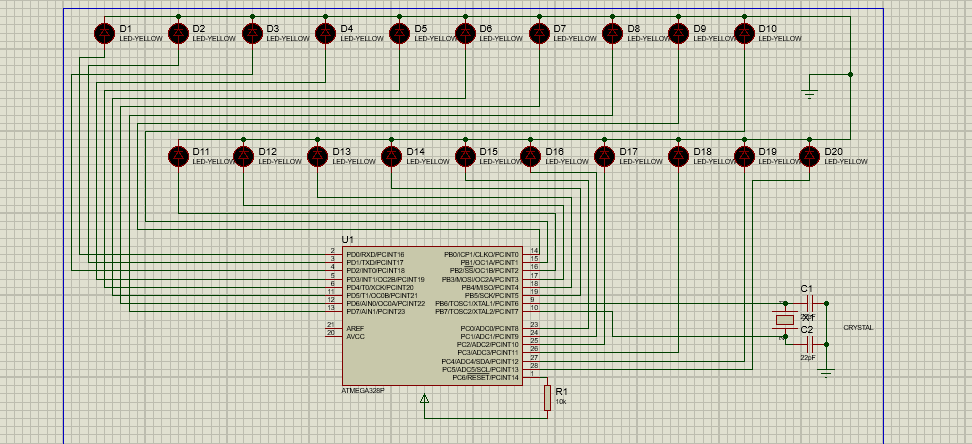 D1 D2 D3 D4 D5 D6 D7 D8 D9 D10
LED-YELLOW LED-YELLOW LED-YELLOW LED-YELLOW LED-YELLOW LED-YELLOW LED-YELLOW LED-YELLOW LED-YELLOW LED-YELLOW
D11 D12 D13 D14 D15 D16 D17 D18 D19 D20
LED-YELLOW LED-YELLOW LED-YELLOW LED-YELLOW LED-YELLOW LED-YELLOW LED-YELLOW LED-YELLOW LED-YELLOW LED-YELLOW
U1
2 PD0/RXD/PCINT16 PB0/ICP1/CLKO/PCINT0 14
3 PD1/TXD/PCINT17 PB1/OC1A/PCINT1 15
4 PD2/INT0/PCINT18 PB2/SS/OC1B/PCINT2 16
5 PD3/INT1/OC2B/PCINT19 PB3/MOSI/OC2A/PCINT3 17
6 PD4/T0/XCK/PCINT20 PB4/MISO/PCINT4 18
11 PD5/T1/OC0B/PCINT21 PB5/SCK/PCINT5 19
12 PD6/AIN0/OC0A/PCINT22 PB6/TOSC1/XTAL1/PCINT6 9
13 PD7/AIN1/PCINT23 PB7/TOSC2/XTAL2/PCINT7 10
21 AREF PC0/ADC0/PCINT8 23
20 AVCC PC1/ADC1/PCINT9 24
PC2/ADC2/PCINT10 25
PC3/ADC3/PCINT11 26
PC4/ADC4/SDA/PCINT12 27
PC5/ADC5/SCL/PCINT13 28
PC6/RESET/PCINT14 1
ATMEGA328P
C1
CRYSTAL
C2
22pF
R1
10k